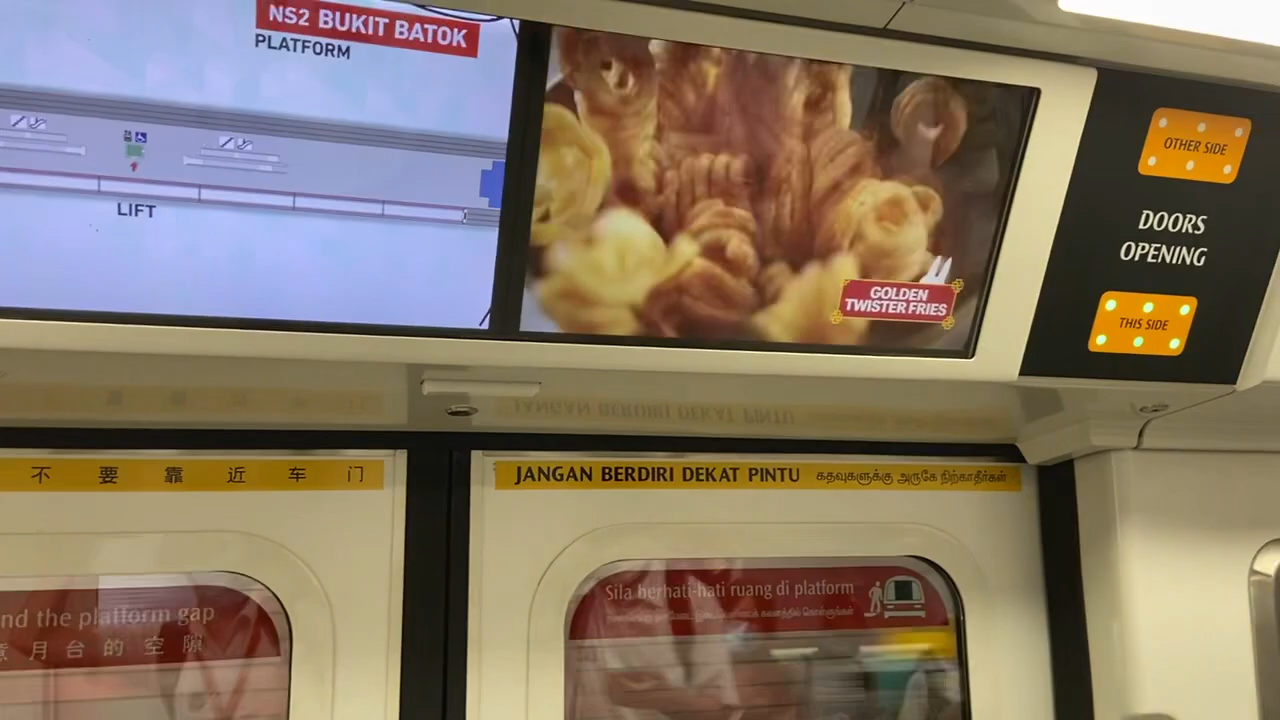 NS2 BUKIT BATOK
PLATFORM
LIFT
GOLDEN
TWISTER FRIES
OTHER SIDE
DOORS
OPENING
THIS SIDE
不要靠近车门
JANGAN BERDIRI DEKAT PINTU கதவுகளுக்கு அருகே நிற்காதீர்கள்
nd the platform gap
月台的空隙
Sila berhati-hati ruang di platform